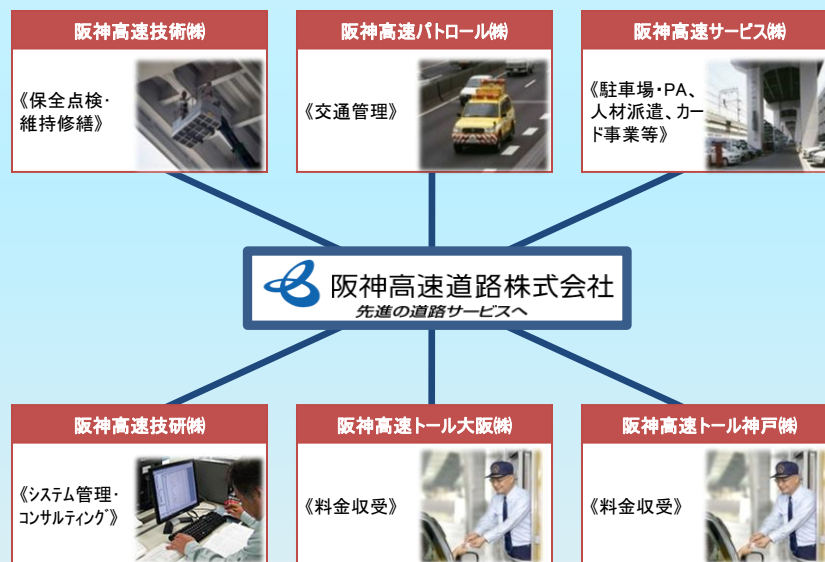 阪神高速技術㈱
《保全点検･
維持修繕》
阪神高速パトロール㈱
《交通管理》
阪神高速サービス㈱
《駐車場･PA、
人材派遣、カー
ド事業等》
阪神高速道路株式会社
先進の道路サービスへ
阪神高速技研㈱
《ｼｽﾃﾑ管理･
ｺﾝｻﾙﾃｨﾝｸﾞ》
阪神高速トール大阪㈱
《料金収受》
阪神高速トール神戸㈱
《料金収受》